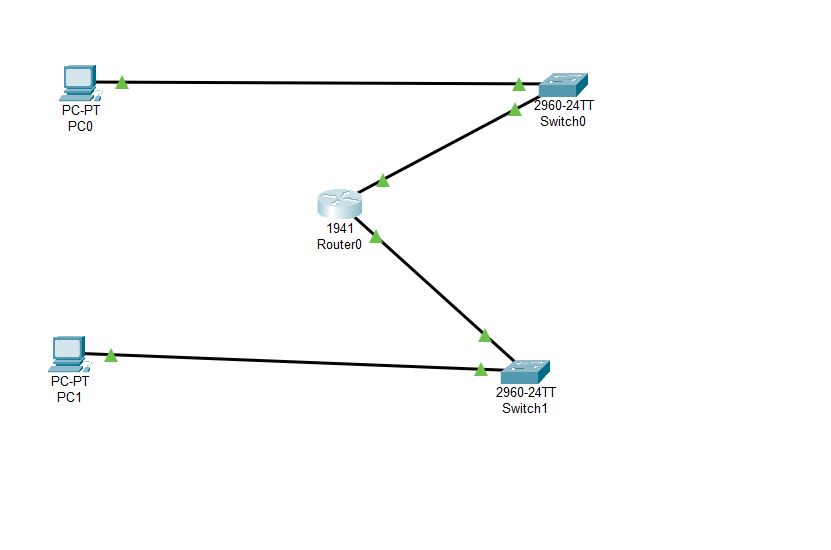 PC-PT
PC0
2960-24TT
Switch0
1941
Router0
PC-PT
PC1
2960-24TT
Switch1